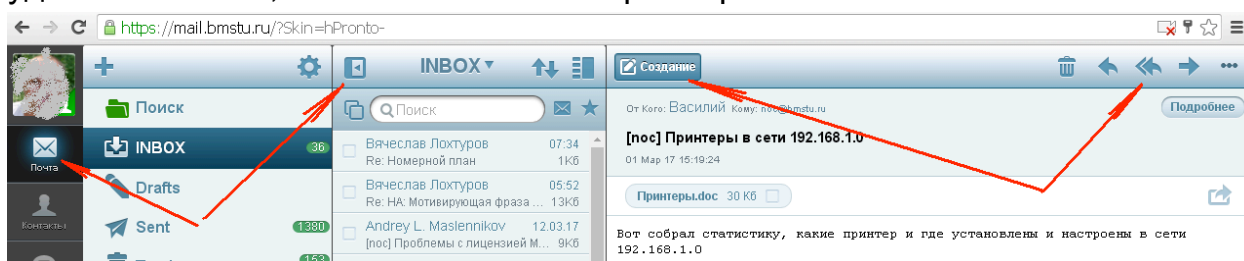 https://mail.bmstu.ru/?Skin=hPronto-
INBOX
Создание
Поиск
Поиск
От Кого: Василий Кому: noc@bmstu.ru
Подробнее
Почта
INBOX 36
Вячеслав Лохтуров 07:34
Re: Номерной план 1Кб
[noc] Принтеры в сети 192.168.1.0
01 Мар 17 15:19:24
Drafts
Вячеслав Лохтуров 05:52
Re: НА: Мотивирующая фраза ... 13Кб
Принтеры.doc 30 Кб
Контакты
Sent 1380
Andrey L. Maslennikov 12.03.17
[noc] Проблемы с лицензией М... 9Кб
Вот собрал статистику, какие принтер и где установлены и настроены в сети
192.168.1.0
153